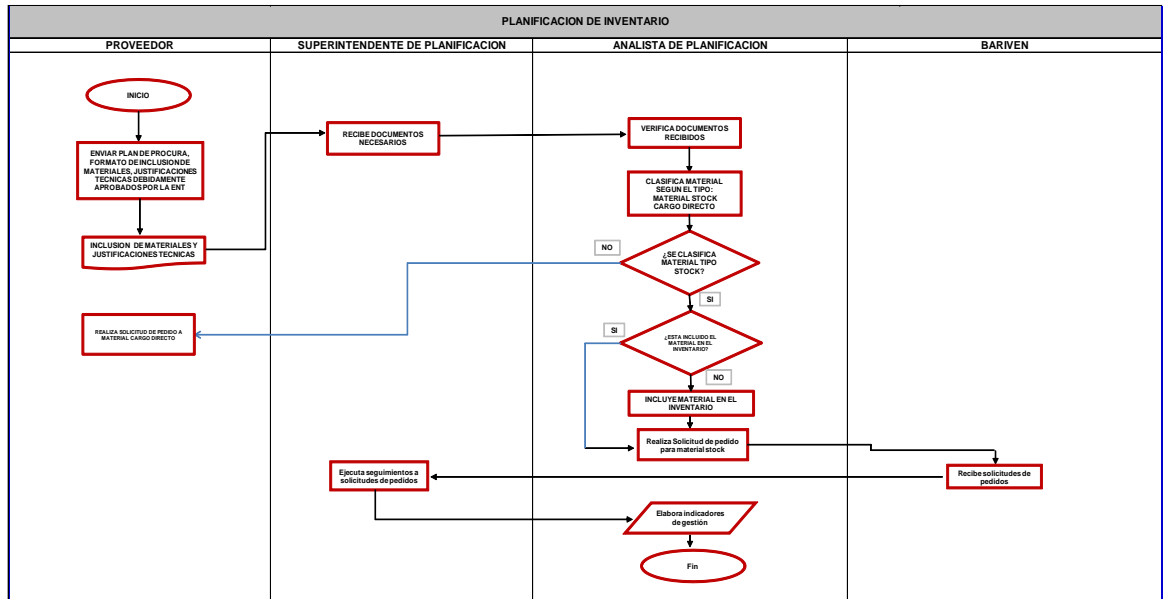 PLANIFICACION DE INVENTARIO
PROVEEDOR
SUPERINTENDENTE DE PLANIFICACION
ANALISTA DE PLANIFICACION
BARIVEN
INICIO
ENVIAR PLAN DE PROCURA,
FORMATO DE INCLUSION DE
MATERIALES, JUSTIFICACIONES
TECNICAS DEBIDAMENTE
APROBADOS POR LA ENT
INCLUSION DE MATERIALES Y
JUSTIFICACIONES TECNICAS
RECIBE DOCUMENTOS
NECESARIOS
VERIFICA DOCUMENTOS
RECIBIDOS
CLASIFICA MATERIAL
SEGUN EL TIPO:
MATERIAL STOCK
CARGO DIRECTO
¿SE CLASIFICA
MATERIAL TIPO
STOCK?
NO
SI
REALIZA SOLICITUD DE PEDIDO A
MATERIAL CARGO DIRECTO
¿ESTA INCLUIDO EL
MATERIAL EN EL
INVENTARIO?
SI
NO
INCLUYE MATERIAL EN EL
INVENTARIO
Realiza Solicitud de pedido
para material stock
Recibe solicitudes de
pedidos
Ejecuta seguimientos a
solicitudes de pedidos
Elabora indicadores
de gestión
Fin